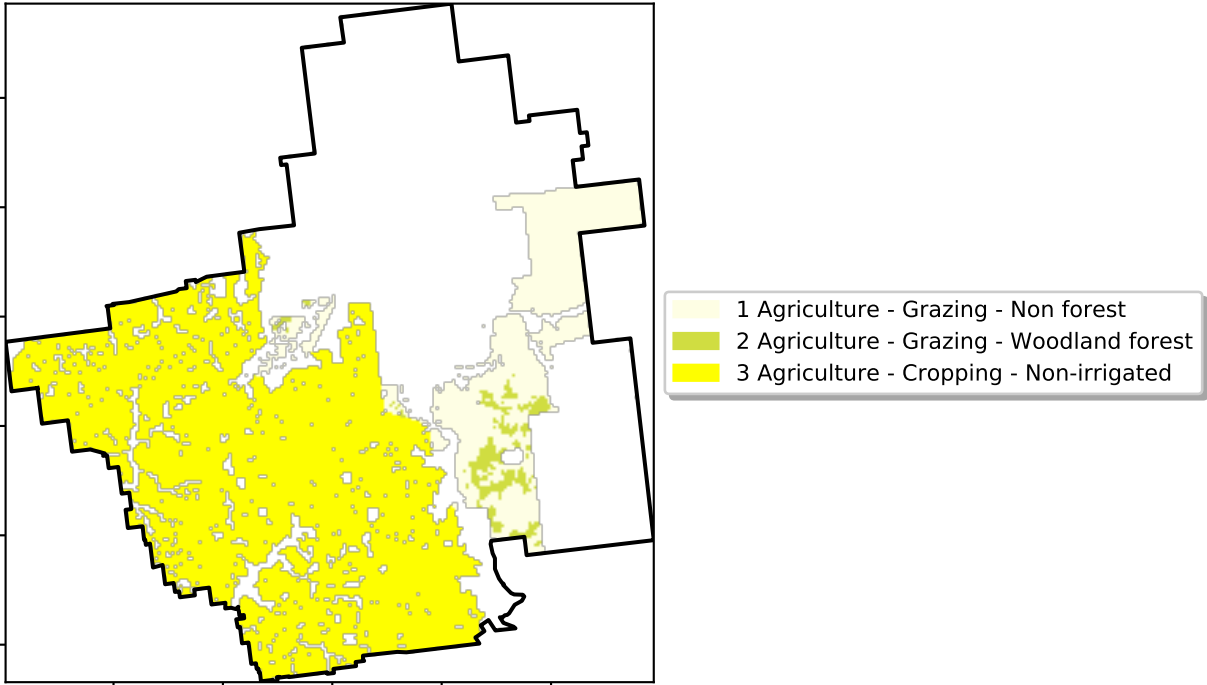 1 Agriculture - Grazing - Non forest
2 Agriculture - Grazing - Woodland forest
3 Agriculture - Cropping - Non-irrigated